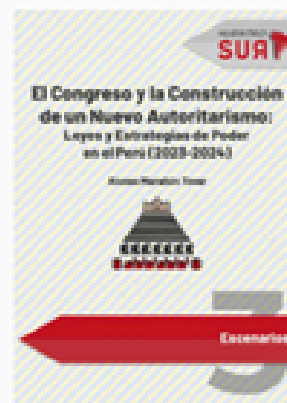 SUR
El Congreso y la Construcción
de un Nuevo Autoritarismo:
Leyes y Estrategias de Poder
en el Perú (2023-2024)
3
Escenarios